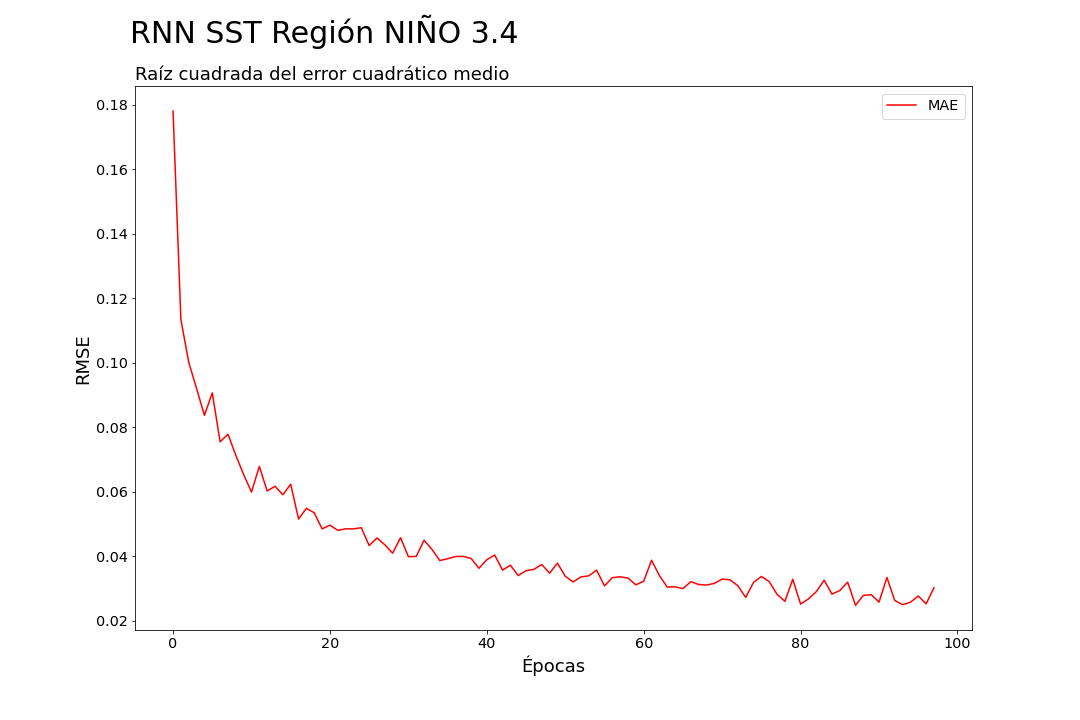 RNN SST Región NIÑO 3.4
Raíz cuadrada del error cuadrático medio
MAE
0.18
0.16
0.14
0.12
0.10
0.08
0.06
0.04
0.02
RMSE
0 20 40 60 80 100
Épocas